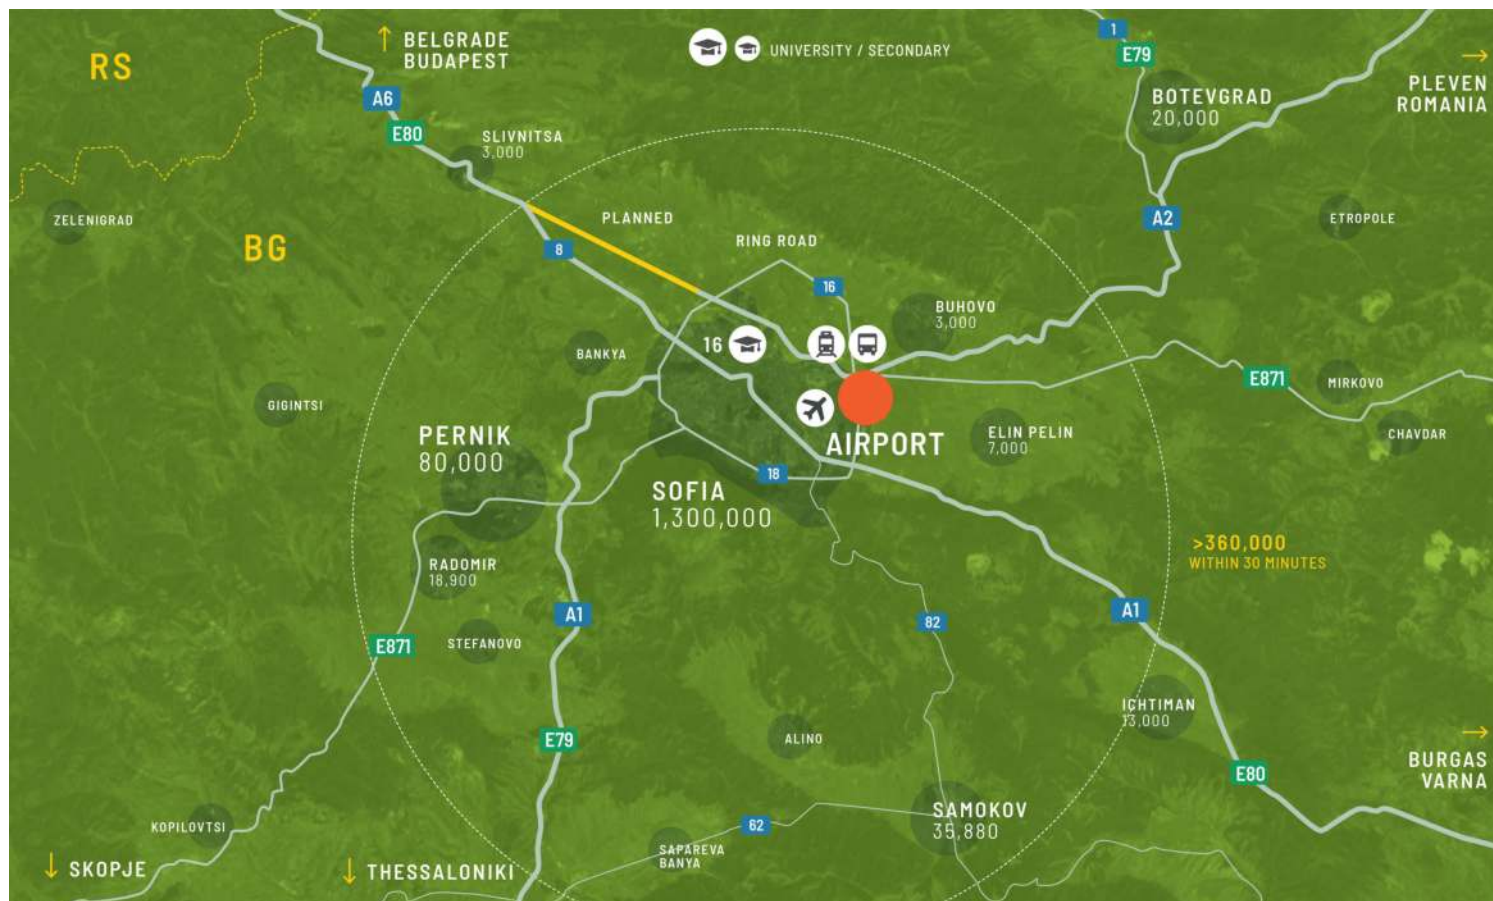 RS
BELGRADE
BUDAPEST
UNIVERSITY / SECONDARY
1
E79
PLEVEN
ROMANIA
A6
BOTEVGRAD
20,000
E80
SLIVNITSA
3,000
ZELENIGRAD
BG
PLANNED
A2
ETROPOLE
8
RING ROAD
16
BUHOVO
3,000
BANKYA
16
E871
MIRKOVO
GIGINTSI
PERNIK
80,000
AIRPORT
ELIN PELIN
7,000
CHAVDAR
18
SOFIA
1,300,000
>360,000
WITHIN 30 MINUTES
RADOMIR
18,900
A1
A1
82
E871
STEFANOVO
ICHTIMAN
13,000
E79
ALINO
E80
BURGAS
VARNA
KOPILOVTSI
62
SAMOKOV
35,880
SAPAREVA
BANYA
SKOPJE
THESSALONIKI